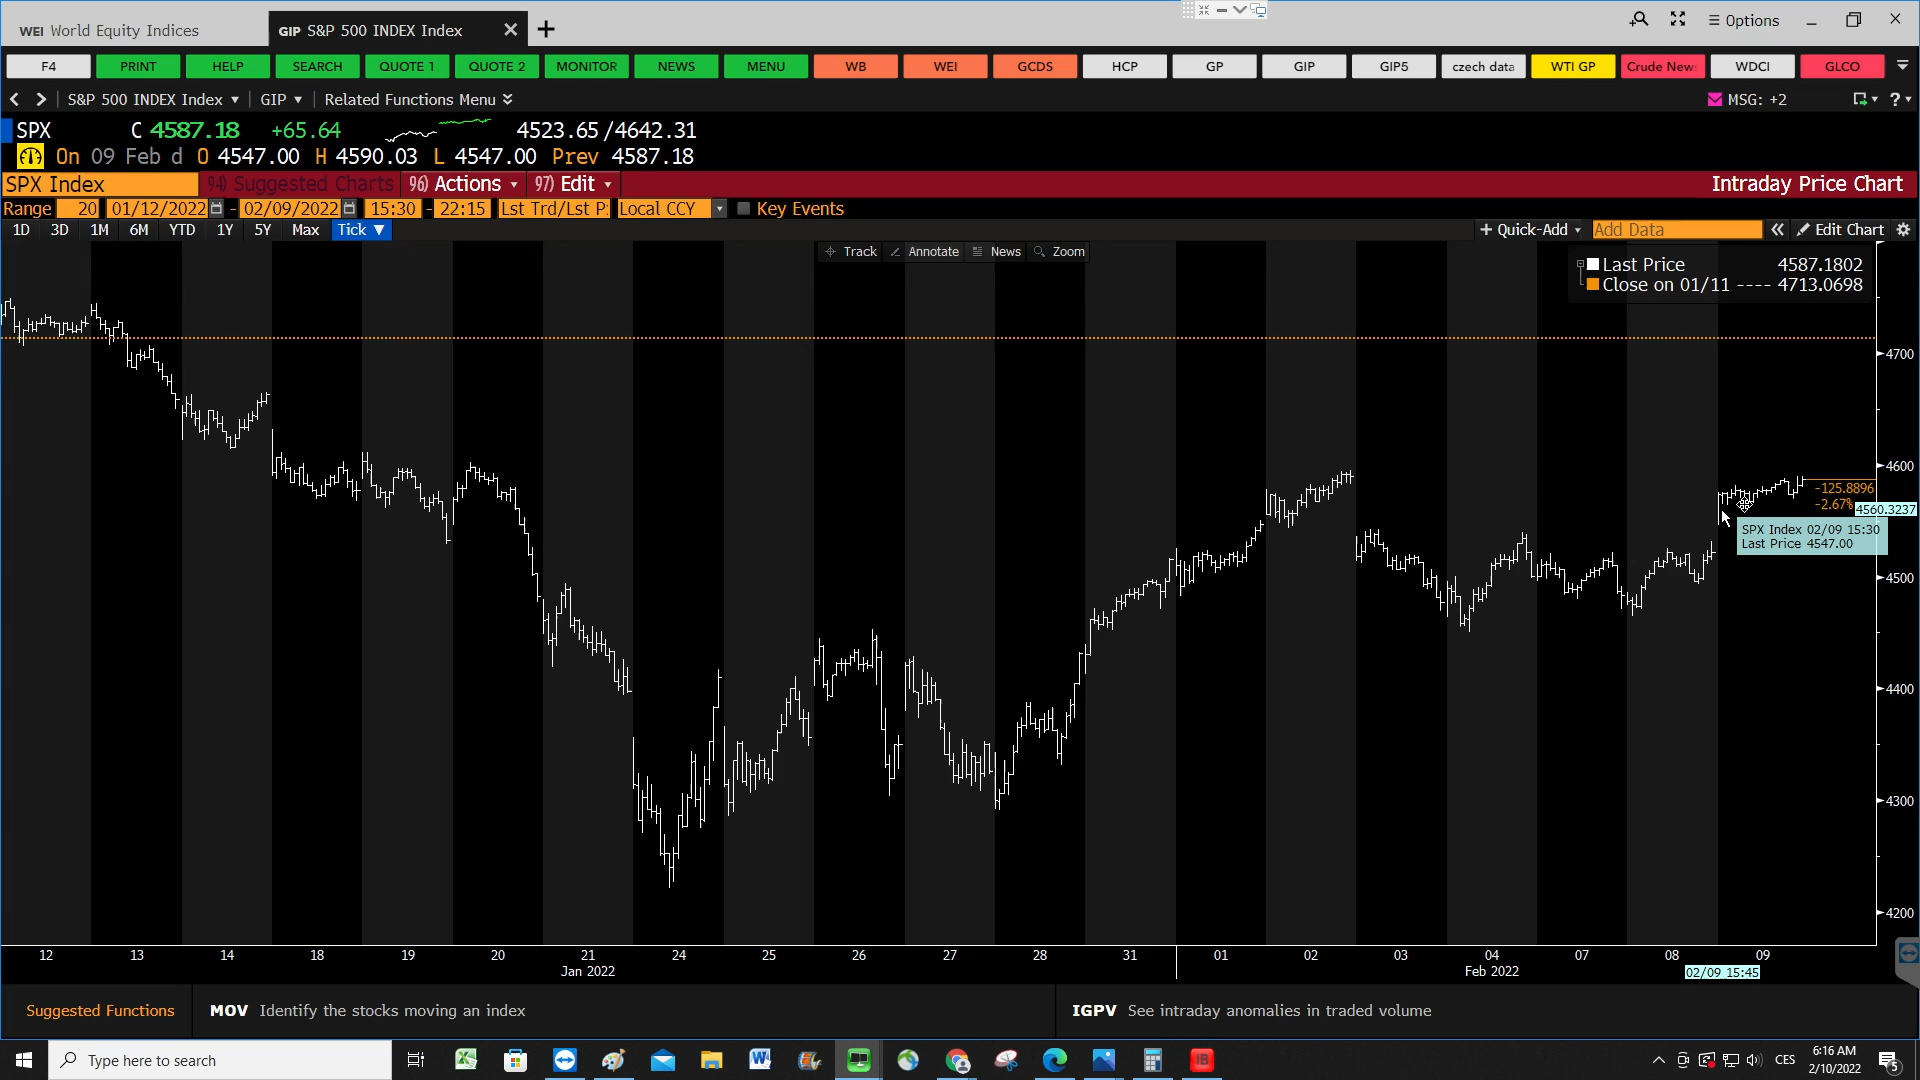 WEI World Equity Indices
GIP S&P 500 INDEX Index
Options
F4 PRINT HELP SEARCH QUOTE 1 QUOTE 2 MONITOR NEWS MENU WB WEI GCDS HCP GP GIP GIP5 czech data WTI GP Crude News WDCI GLCO
S&P 500 INDEX Index GIP Related Functions Menu MSG: +2
SPX C 4587.18 +65.64 4523.65/4642.31
On 09 Feb d O 4547.00 H 4590.03 L 4547.00 Prev 4587.18
SPX Index 94) Suggested Charts 96) Actions 97) Edit Intraday Price Chart
Range 20 01/12/2022 - 02/09/2022 15:30 - 22:15 Lst Trd/Lst P Local CCY Key Events
1D 3D 1M 6M YTD 1Y 5Y Max Tick ▼ + Quick-Add Add Data « Edit Chart
Track Annotate News Zoom
Last Price 4587.1802
Close on 01/11 ---- 4713.0698
4700
4600
-125.8896
-2.67%
4560.3237
SPX Index 02/09 15:30
Last Price 4547.00
4500
4400
4300
4200
12 13 14 18 19 20 21 24 25 26 27 28 31 01 02 03 04 07 08 09
Jan 2022 Feb 2022 02/09 15:45
Suggested Functions MOV Identify the stocks moving an index IGPV See intraday anomalies in traded volume
Type here to search
CES
6:16 AM
2/10/2022
5